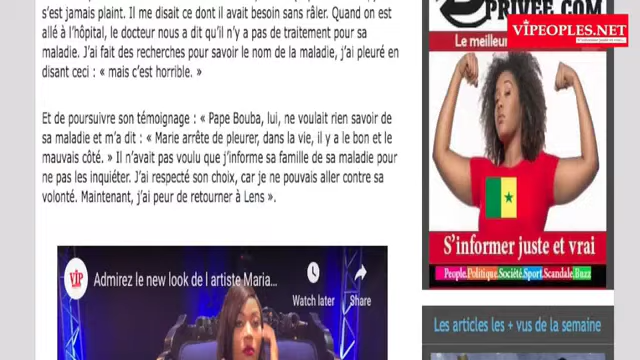 s'est jamais plaint. Il me disait ce dont il avait besoin sans râler. Quand on est
allé à l'hôpital, le docteur nous a dit qu'il n'y a pas de traitement pour sa
maladie. J'ai fait des recherches pour savoir le nom de la maladie, j'ai pleuré en
disant ceci : « mais c'est horrible. »
Et de poursuivre son témoignage : « Pape Bouba, lui, ne voulait rien savoir de
sa maladie et m'a dit : « Marie arrête de pleurer, dans la vie, il y a le bon et le
mauvais côté. » Il n'avait pas voulu que j'informe sa famille de sa maladie pour
ne pas les inquiéter. J'ai respecté son choix, car je ne pouvais aller contre sa
volonté. Maintenant, j'ai peur de retourner à Lens ».
VIP
Admirez le new look de l artiste Maria...
Watch later
Share
PRIVEE.COM
VIPEOPLES.NET
Le meilleu
S'informer juste et vrai
People.Politique.Société.Sport.Scandale.Buzz
Les articles les + vus de la semaine